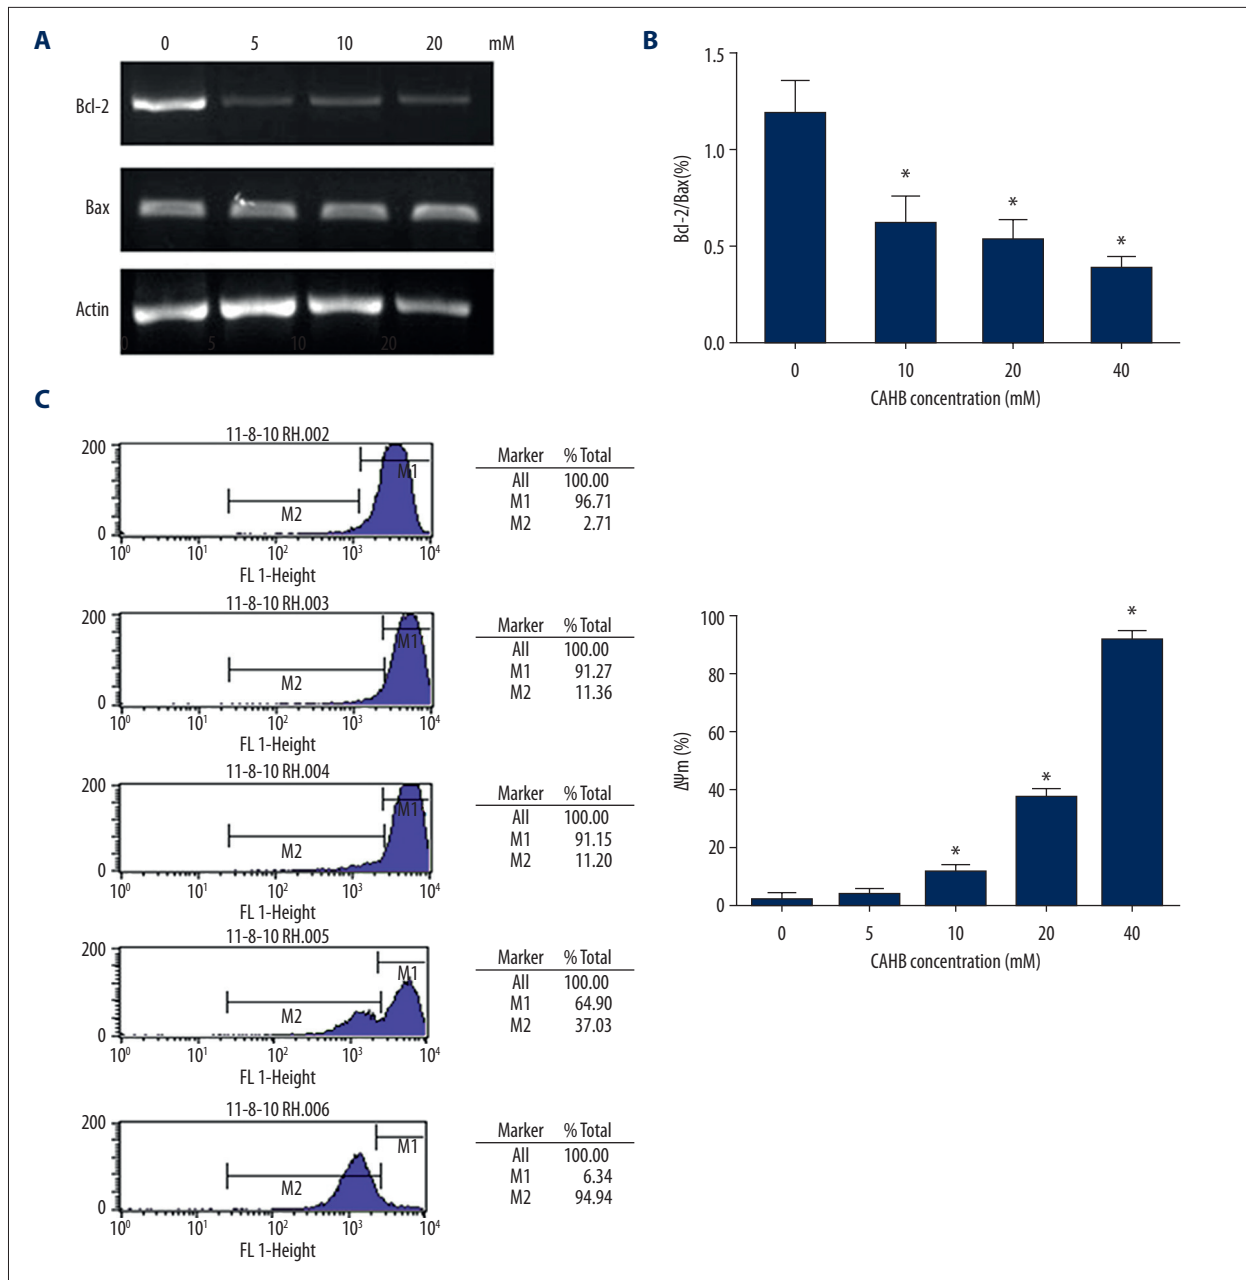 A
0 5 10 20 mM
Bcl-2
Bax
Actin
0 5 10 20
B
1.5
1.0
0.5
0.0
Bcl-2/Bax(%)
* * *
0 10 20 40
CAHB concentration (mM)
C
11-8-10 RH.002
200
0
M1
M2
10⁰ 10¹ 10² 10³ 10⁴
FL 1-Height
Marker % Total
All 100.00
M1 96.71
M2 2.71
11-8-10 RH.003
200
0
M1
M2
10⁰ 10¹ 10² 10³ 10⁴
FL 1-Height
Marker % Total
All 100.00
M1 91.27
M2 11.36
11-8-10 RH.004
200
0
M1
M2
10⁰ 10¹ 10² 10³ 10⁴
FL 1-Height
Marker % Total
All 100.00
M1 91.15
M2 11.20
11-8-10 RH.005
200
0
M1
M2
10⁰ 10¹ 10² 10³ 10⁴
FL 1-Height
Marker % Total
All 100.00
M1 64.90
M2 37.03
11-8-10 RH.006
200
0
M1
M2
10⁰ 10¹ 10² 10³ 10⁴
FL 1-Height
Marker % Total
All 100.00
M1 6.34
M2 94.94
100
80
60
40
20
0
ΔΨm (%)
* * *
0 5 10 20 40
CAHB concentration (mM)